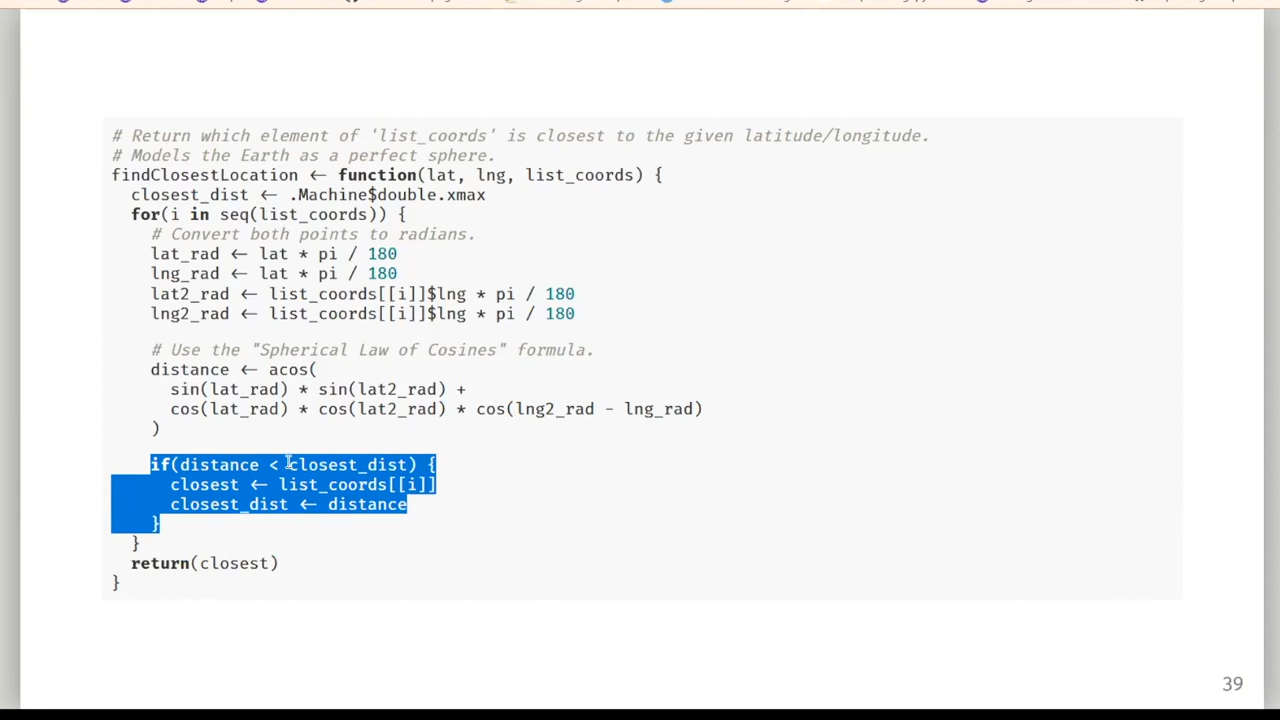 # Return which element of 'list_coords' is closest to the given latitude/longitude.
# Models the Earth as a perfect sphere.
findClosestLocation ← function(lat, lng, list_coords) {
  closest_dist ← .Machine$double.xmax
  for(i in seq(list_coords)) {
    # Convert both points to radians.
    lat_rad ← lat * pi / 180
    lng_rad ← lat * pi / 180
    lat2_rad ← list_coords[[i]]$lng * pi / 180
    lng2_rad ← list_coords[[i]]$lng * pi / 180
    # Use the "Spherical Law of Cosines" formula.
    distance ← acos(
      sin(lat_rad) * sin(lat2_rad) +
      cos(lat_rad) * cos(lat2_rad) * cos(lng2_rad - lng_rad)
    )
    if(distance < closest_dist) {
      closest ← list_coords[[i]]
      closest_dist ← distance
    }
  }
  return(closest)
}
39